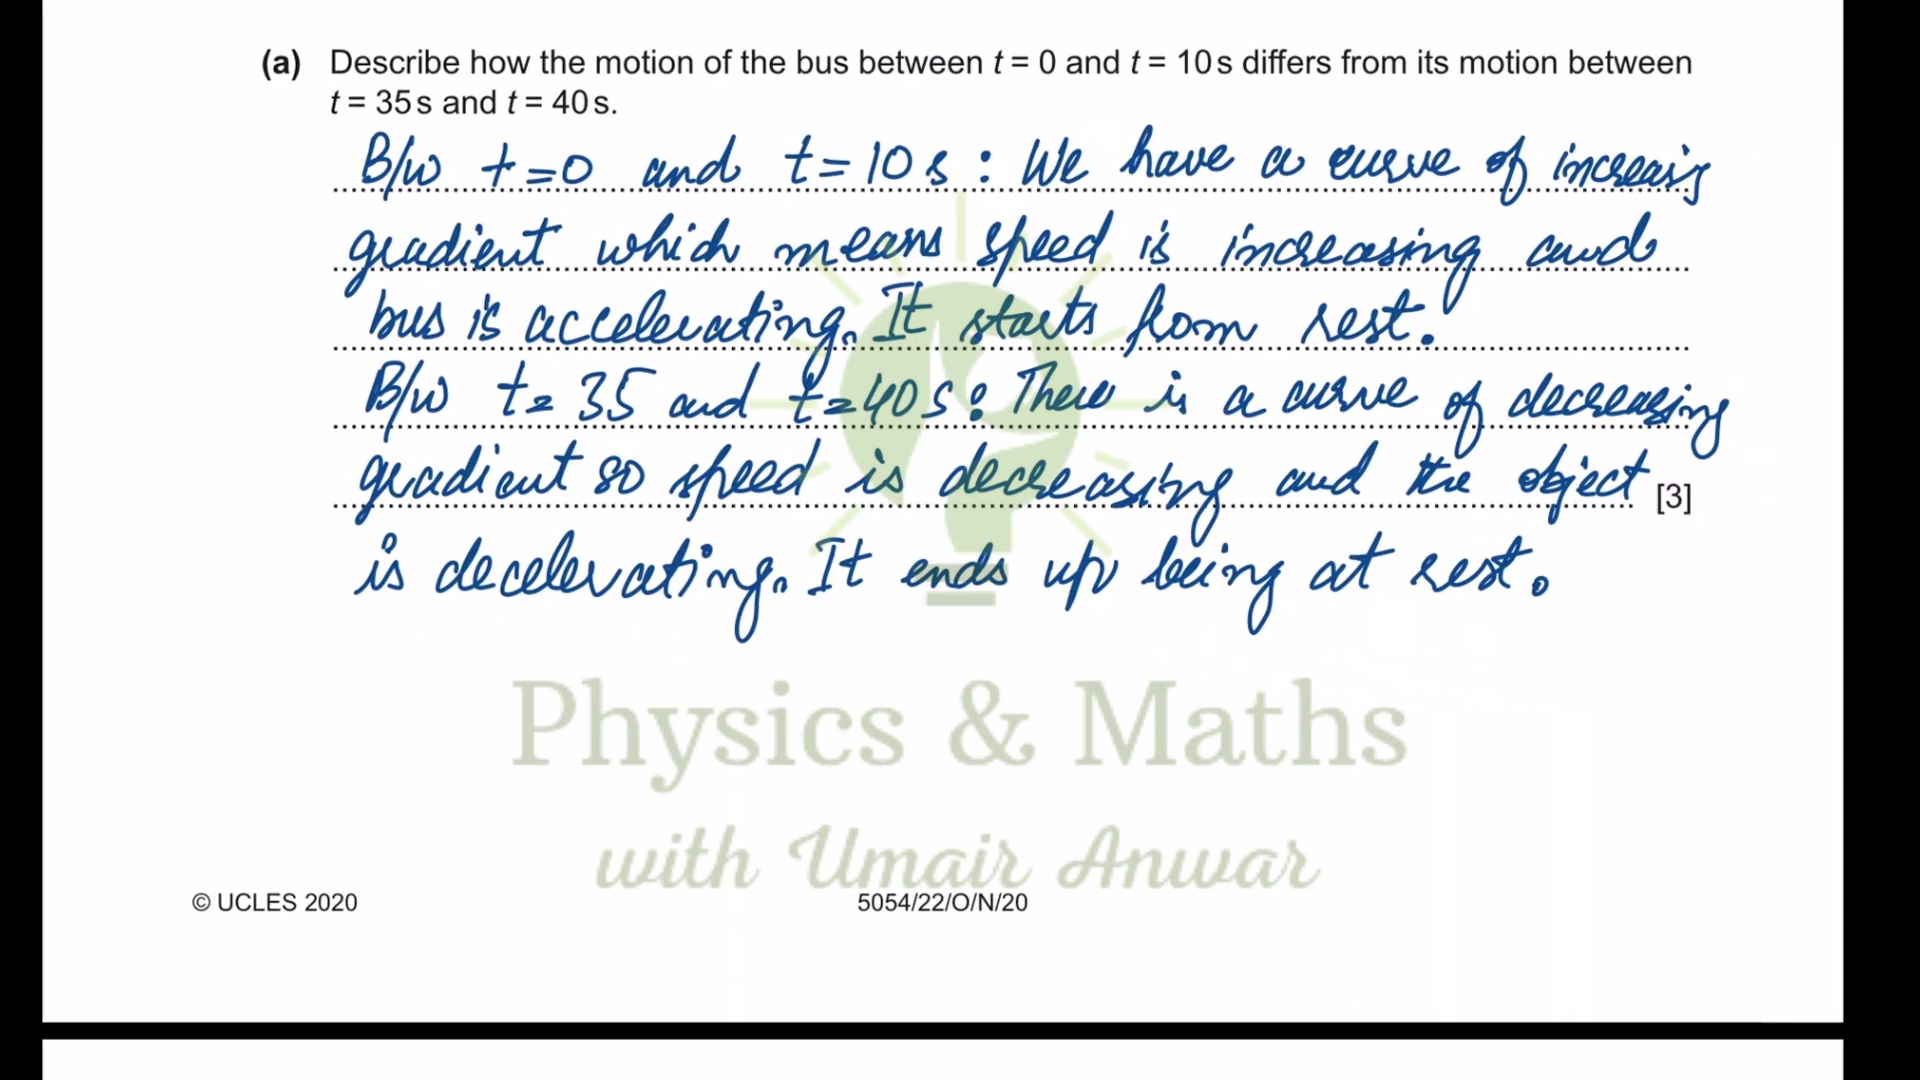 (a) Describe how the motion of the bus between t = 0 and t = 10 s differs from its motion between
t = 35 s and t = 40 s.
B/w t=0 and t=10s: We have a curve of increasing
gradient which means speed is increasing and
bus is accelerating. It starts from rest.
B/w t= 35 and t=40s: There is a curve of decreasing
gradient so speed is decreasing and the object [3]
is decelerating. It ends up being at rest.
Physics & Maths
with Umair Anwar
© UCLES 2020 5054/22/O/N/20